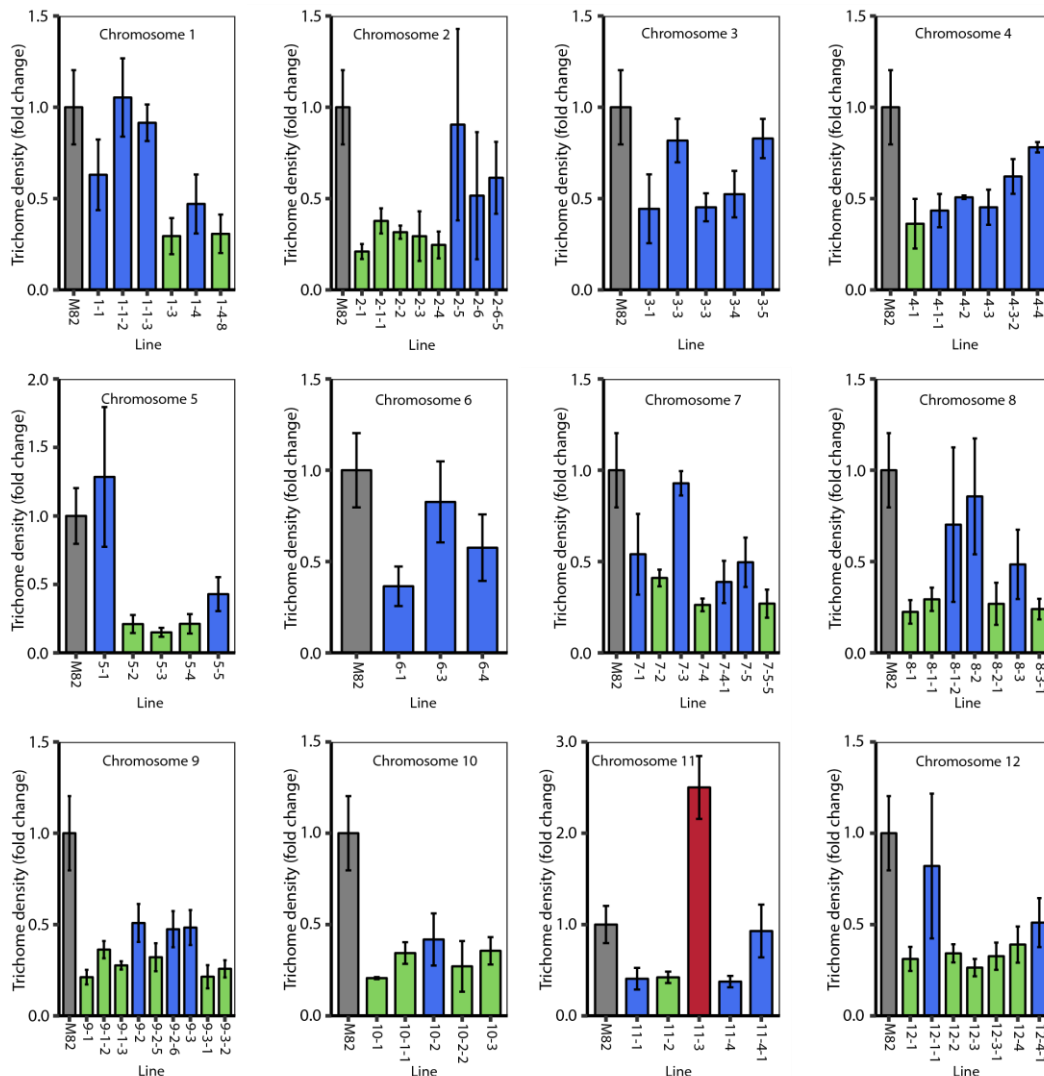 Chromosome 1
Trichome density (fold change)
1.5
1.0
0.5
0.0
M82
1-1
1-1-2
1-1-3
1-3
1-4
1-4-8
Line
Chromosome 2
Trichome density (fold change)
1.5
1.0
0.5
0.0
M82
2-1
2-1-1
2-2
2-3
2-4
2-5
2-6
2-6-5
Line
Chromosome 3
Trichome density (fold change)
1.5
1.0
0.5
0.0
M82
3-1
3-3
3-3
3-4
3-5
Line
Chromosome 4
Trichome density (fold change)
1.5
1.0
0.5
0.0
M82
4-1
4-1-1
4-2
4-3
4-3-2
4-4
Line
Chromosome 5
Trichome density (fold change)
2.0
1.5
1.0
0.5
0.0
M82
5-1
5-2
5-3
5-4
5-5
Line
Chromosome 6
Trichome density (fold change)
1.5
1.0
0.5
0.0
M82
6-1
6-3
6-4
Line
Chromosome 7
Trichome density (fold change)
1.5
1.0
0.5
0.0
M82
7-1
7-2
7-3
7-4
7-4-1
7-5
7-5-5
Line
Chromosome 8
Trichome density (fold change)
1.5
1.0
0.5
0.0
M82
8-1
8-1-1
8-1-2
8-2
8-2-1
8-3
8-3-1
Line
Chromosome 9
Trichome density (fold change)
1.5
1.0
0.5
0.0
M82
9-1
9-1-2
9-1-3
9-2
9-2-5
9-2-6
9-3
9-3-1
9-3-2
Line
Chromosome 10
Trichome density (fold change)
1.5
1.0
0.5
0.0
M82
10-1
10-1-1
10-2
10-2-2
10-3
Line
Chromosome 11
Trichome density (fold change)
3.0
2.0
1.0
0.0
M82
11-1
11-2
11-3
11-4
11-4-1
Line
Chromosome 12
Trichome density (fold change)
1.5
1.0
0.5
0.0
M82
12-1
12-1-1
12-2
12-3
12-3-1
12-4
12-4-1
Line